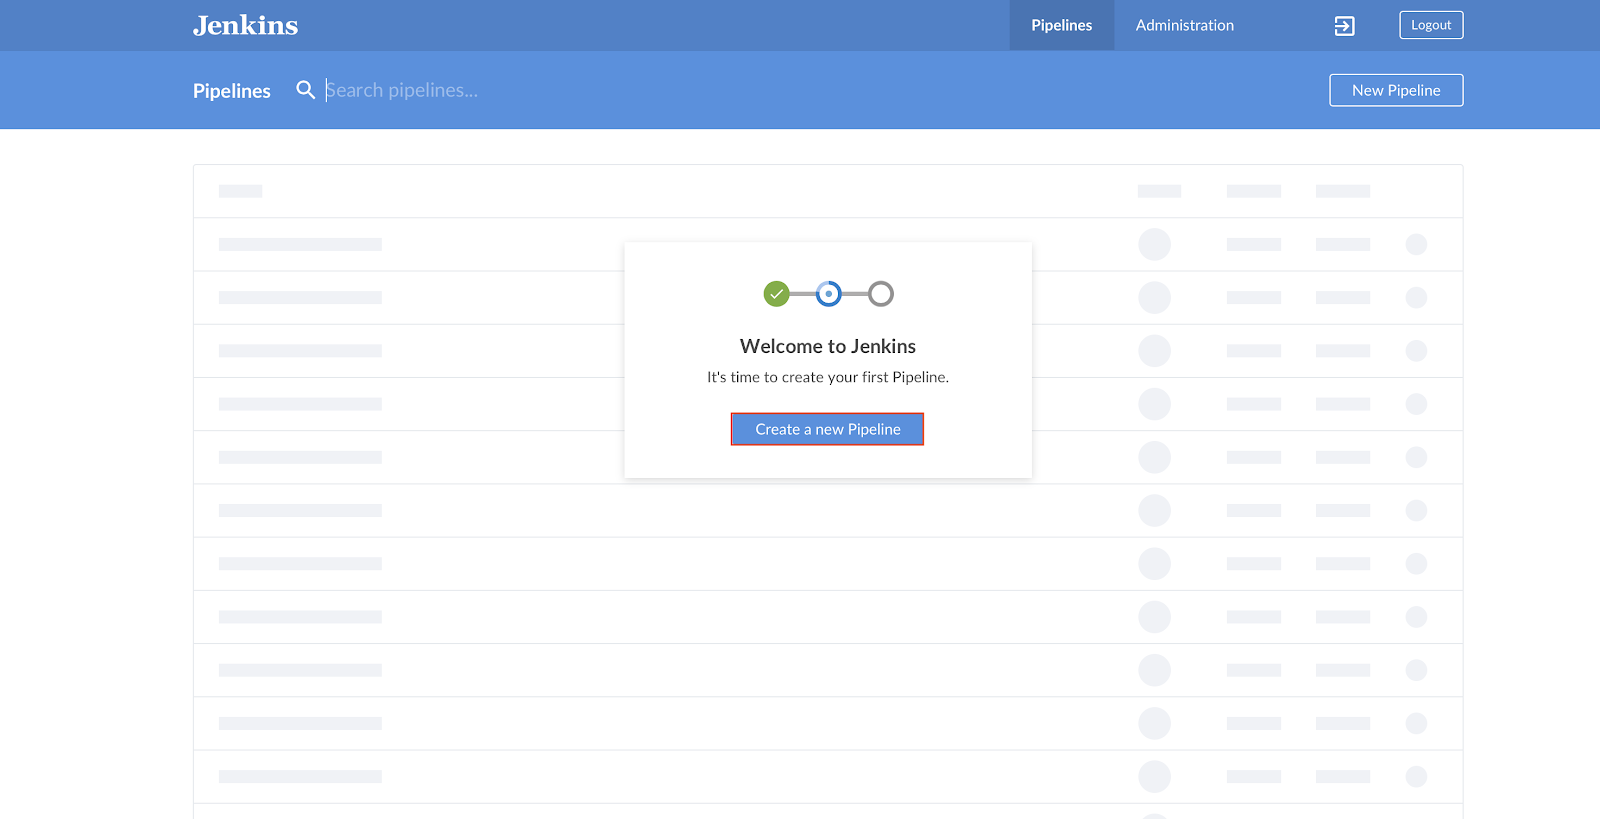 Jenkins
Pipelines
Administration
Logout
Pipelines
Search pipelines...
New Pipeline
Welcome to Jenkins
It's time to create your first Pipeline.
Create a new Pipeline